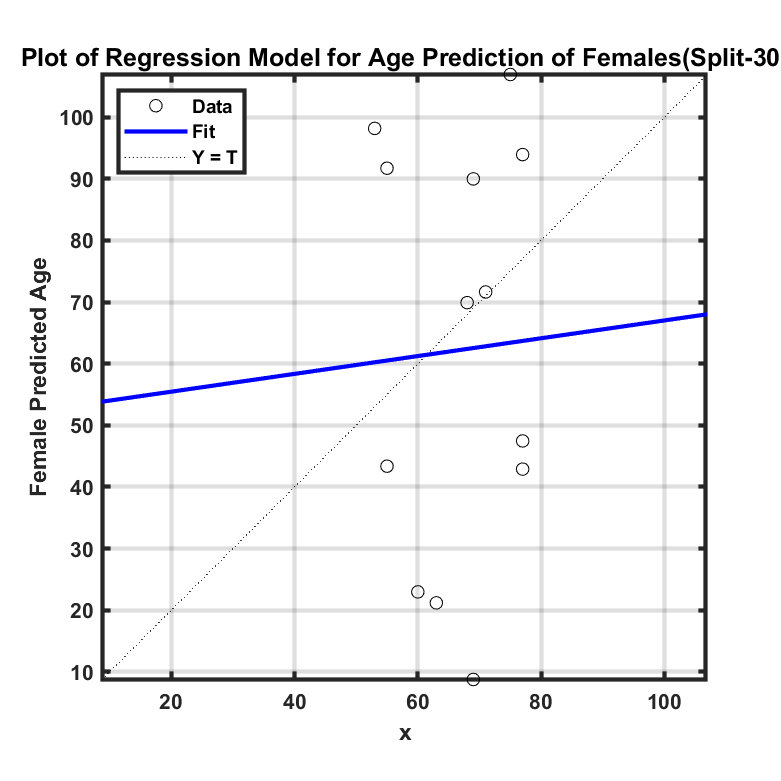 Plot of Regression Model for Age Prediction of Females(Split-30
Data
Fit
Y = T
100
90
80
70
60
50
40
30
20
10
Female Predicted Age
20 40 60 80 100
x